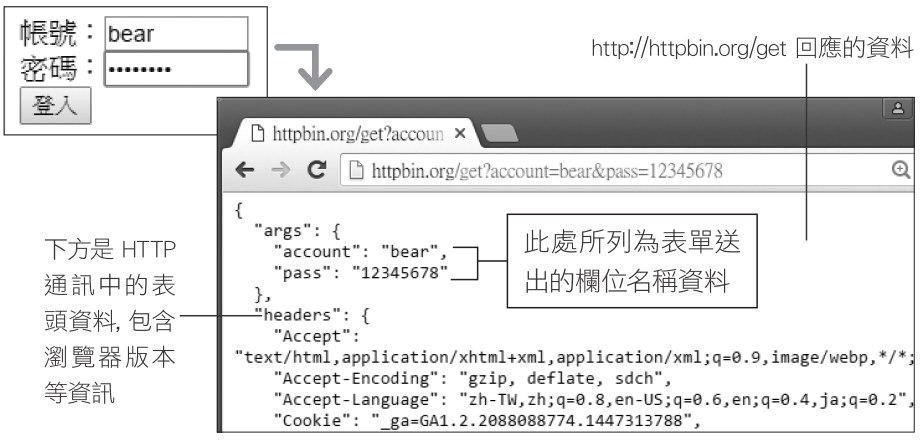 帳號：bear
密碼：••••••••
登入
http://httpbin.org/get 回應的資料
httpbin.org/get?accoun ×
httpbin.org/get?account=bear&pass=12345678
{
"args": {
"account": "bear",
"pass": "12345678"
},
"headers": {
"Accept":
"text/html,application/xhtml+xml,application/xml;q=0.9,image/webp,*/*;
"Accept-Encoding": "gzip, deflate, sdch",
"Accept-Language": "zh-TW,zh;q=0.8,en-US;q=0.6,en;q=0.4,ja;q=0.2",
"Cookie": "_ga=GA1.2.2088088774.1447313788",
此處所列為表單送
出的欄位名稱資料
下方是 HTTP
通訊中的表
頭資料, 包含
瀏覽器版本
等資訊